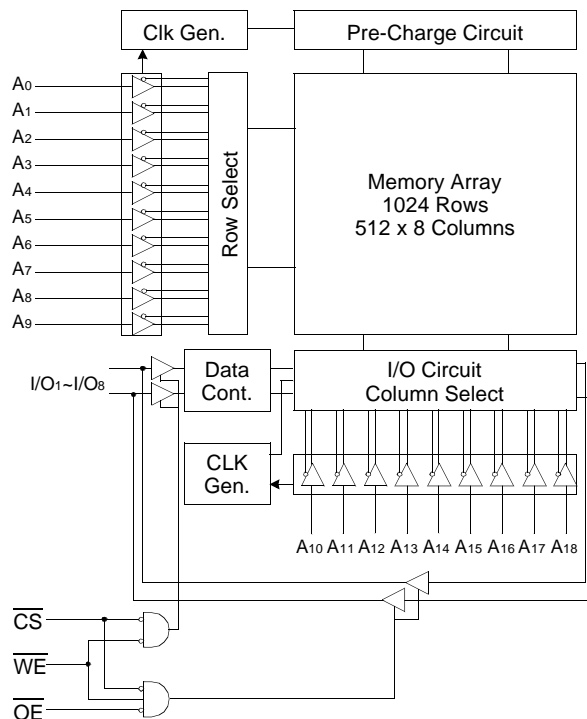 Clk Gen.
Pre-Charge Circuit
A0
A1
A2
A3
A4
A5
A6
A7
A8
A9
Row Select
Memory Array
1024 Rows
512 x 8 Columns
I/O1~I/O8
Data
Cont.
I/O Circuit
Column Select
CLK
Gen.
A10 A11 A12 A13 A14 A15 A16 A17 A18
CS
WE
OE